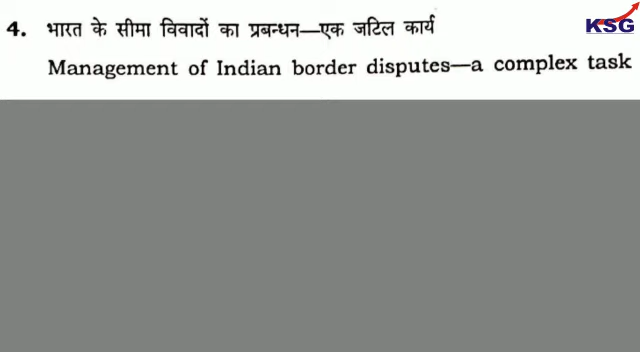 KSG
4. भारत के सीमा विवादों का प्रबन्धन—एक जटिल कार्य
Management of Indian border disputes—a complex task